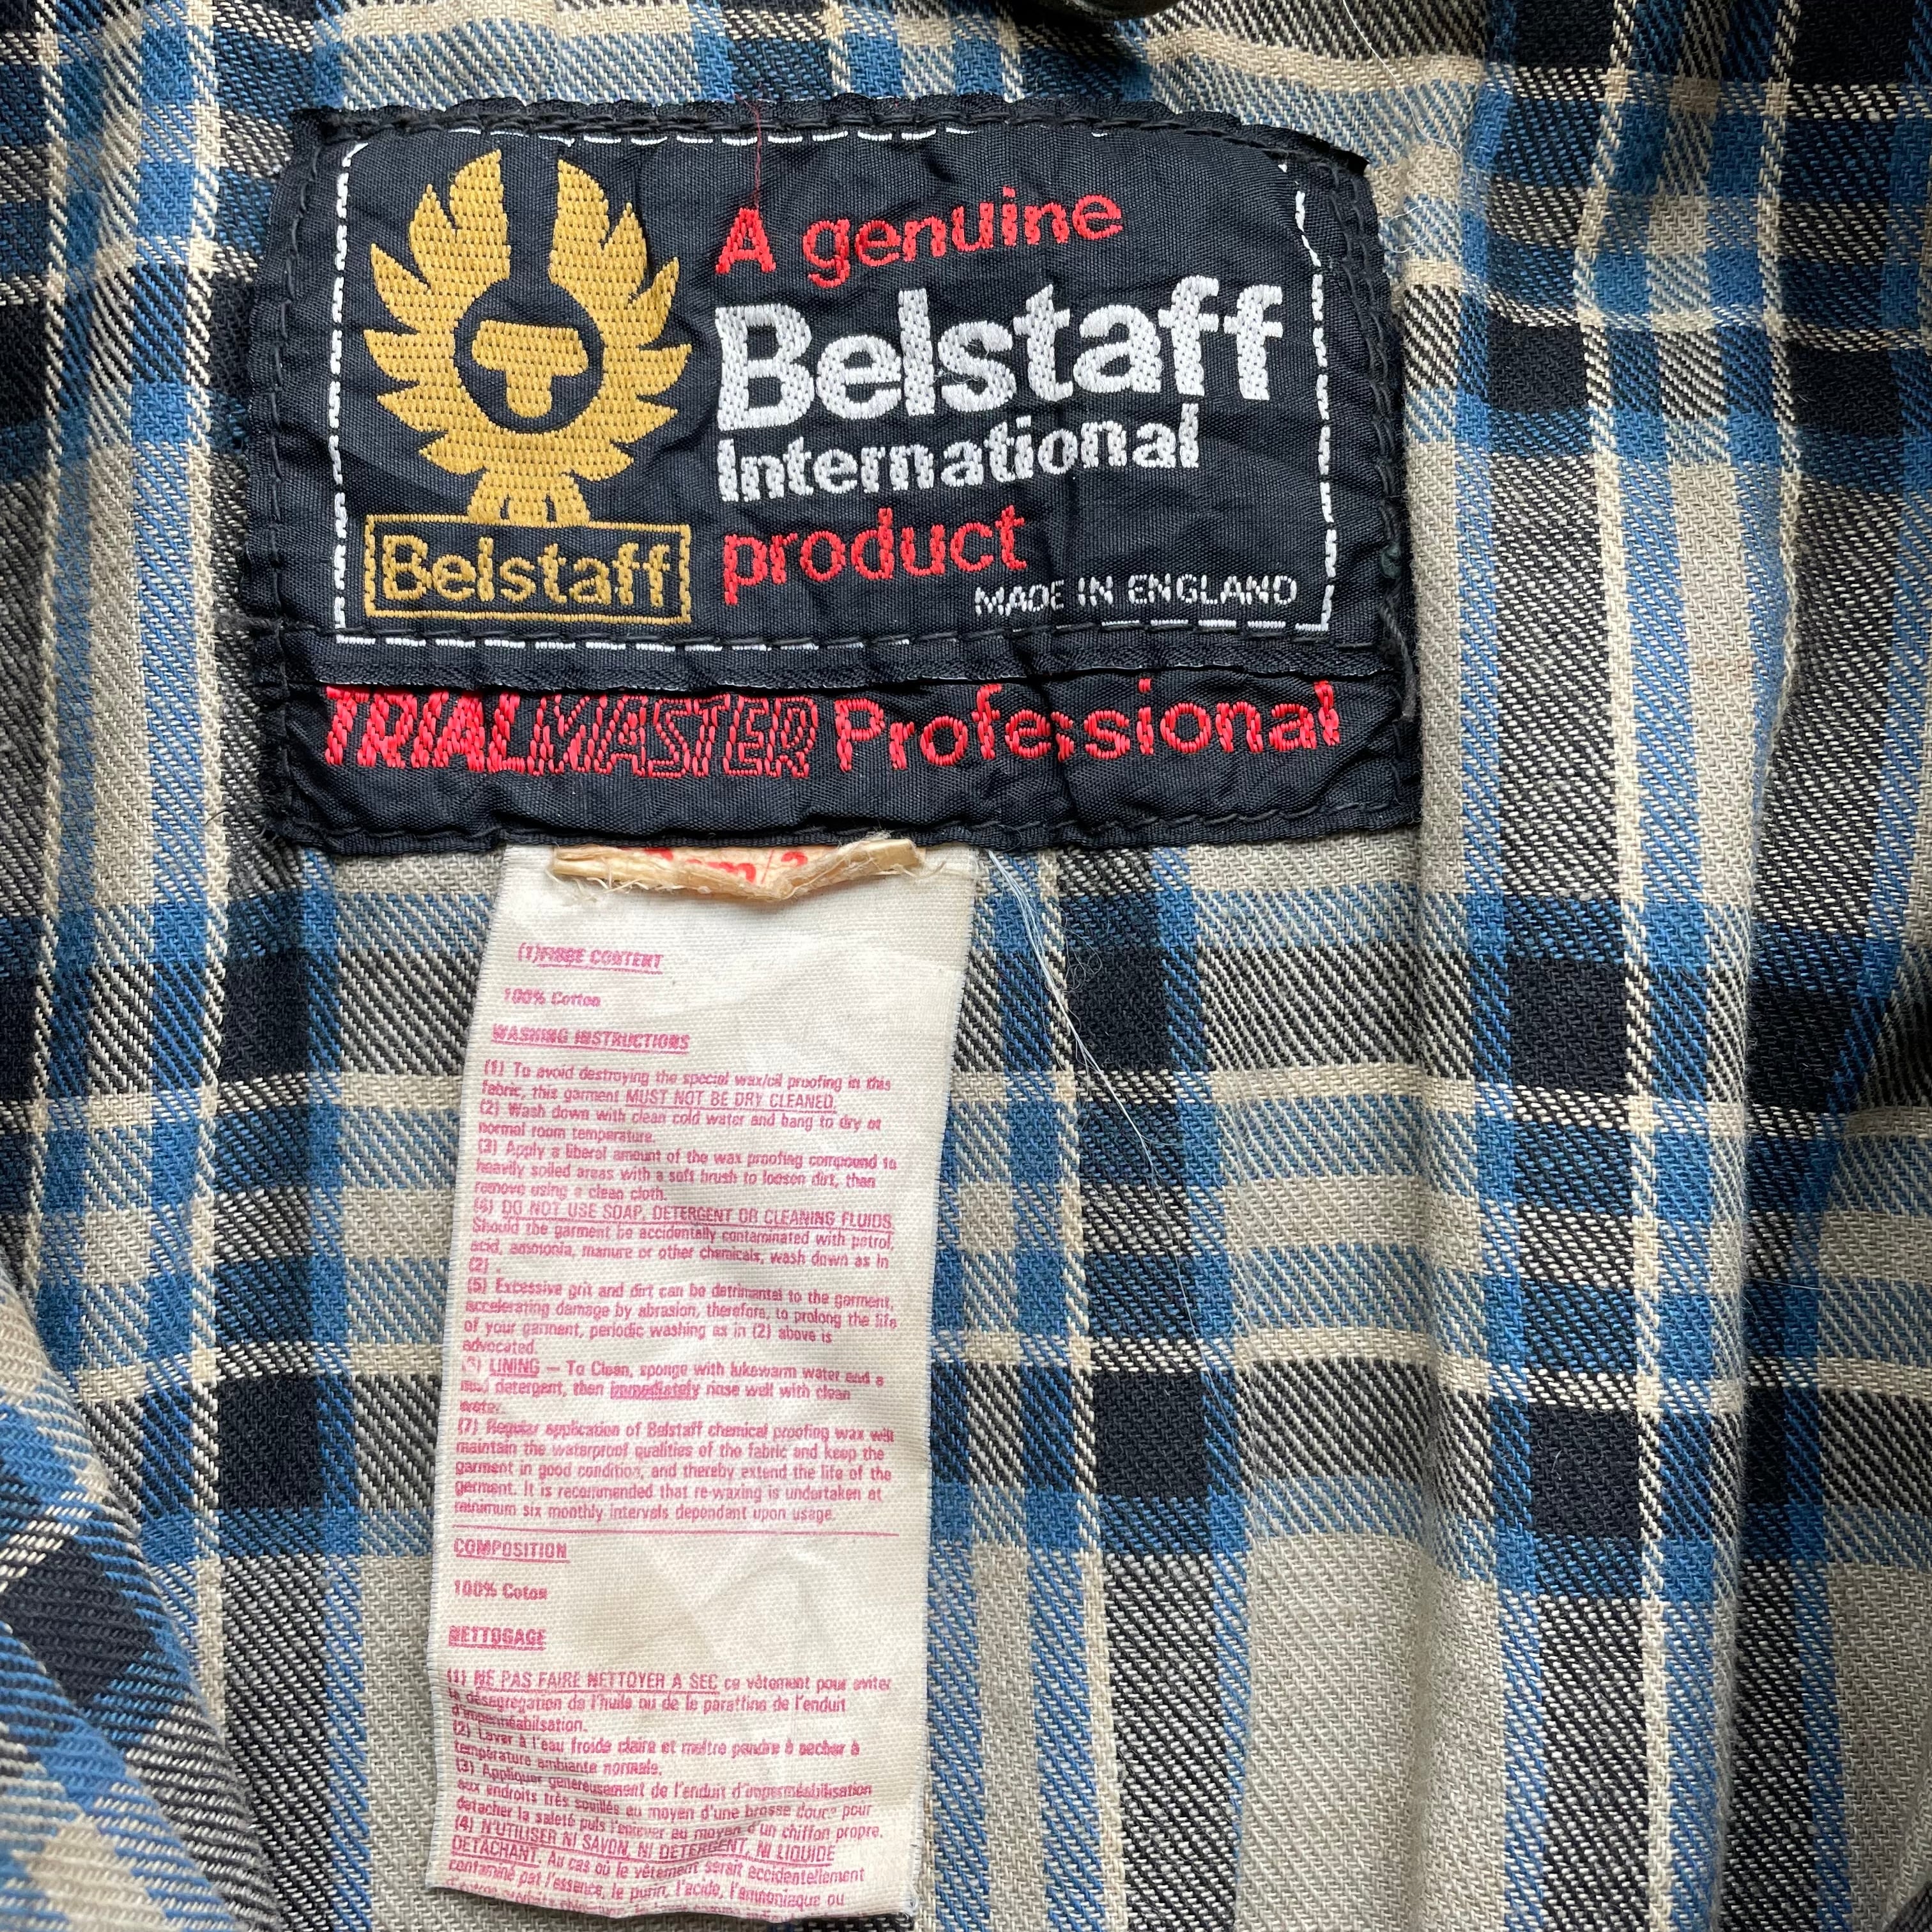 A genuine
Belstaff
International
product
MADE IN ENGLAND
Belstaff
TRIALMASTER Professional
(1) FIBRE CONTENT
100% Cotton
WASHING INSTRUCTIONS
(1) To avoid destroying the special wax/oil proofing in this
fabric, this garment MUST NOT BE DRY CLEANED.
(2) Wash down with clean cold water and hang to dry at
normal room temperature.
(3) Apply a liberal amount of the wax proofing compound to
heavily soiled areas with a soft brush to loosen dirt, then
remove using a clean cloth.
(4) DO NOT USE SOAP, DETERGENT OR CLEANING FLUIDS.
Should the garment be accidentally contaminated with petrol,
acid, ammonia, manure or other chemicals, wash down as in
(2) .
(5) Excessive grit and dirt can be detrimental to the garment,
accelerating damage by abrasion, therefore, to prolong the life
of your garment, periodic washing as in (2) above is
advocated.
(6) LINING — To Clean, sponge with lukewarm water and a
mild detergent, then immediately rinse well with clean
water.
(7) Regular application of Belstaff chemical proofing wax will
maintain the waterproof qualities of the fabric and keep the
garment in good condition, and thereby extend the life of the
garment. It is recommended that re-waxing is undertaken at
minimum six monthly intervals dependant upon usage.
COMPOSITION
100% Coton
NETTOGAGE
(1) NE PAS FAIRE NETTOYER A SEC ce vêtement pour eviter
la désagregation de l'huile ou de le paraffine de l'enduit
d'imperméabilsation.
(2) Laver à l'eau froide claire et mettre pendre à secher à
température ambiante normale.
(3) Appliquer genéreusement de l'enduit d'imperméabilisation
aux endroits très souillés au moyen d'une brosse douce pour
detacher la saleté puis l'enlever au moyen d'un chiffon propre.
(4) N'UTILISER NI SAVON, NI DETERGENT, NI LIQUIDE
DETACHANT. Au cas où le vêtement serait accidentellement
contaminé par l'essence, le purin, l'acide, l'ammoniaque ou